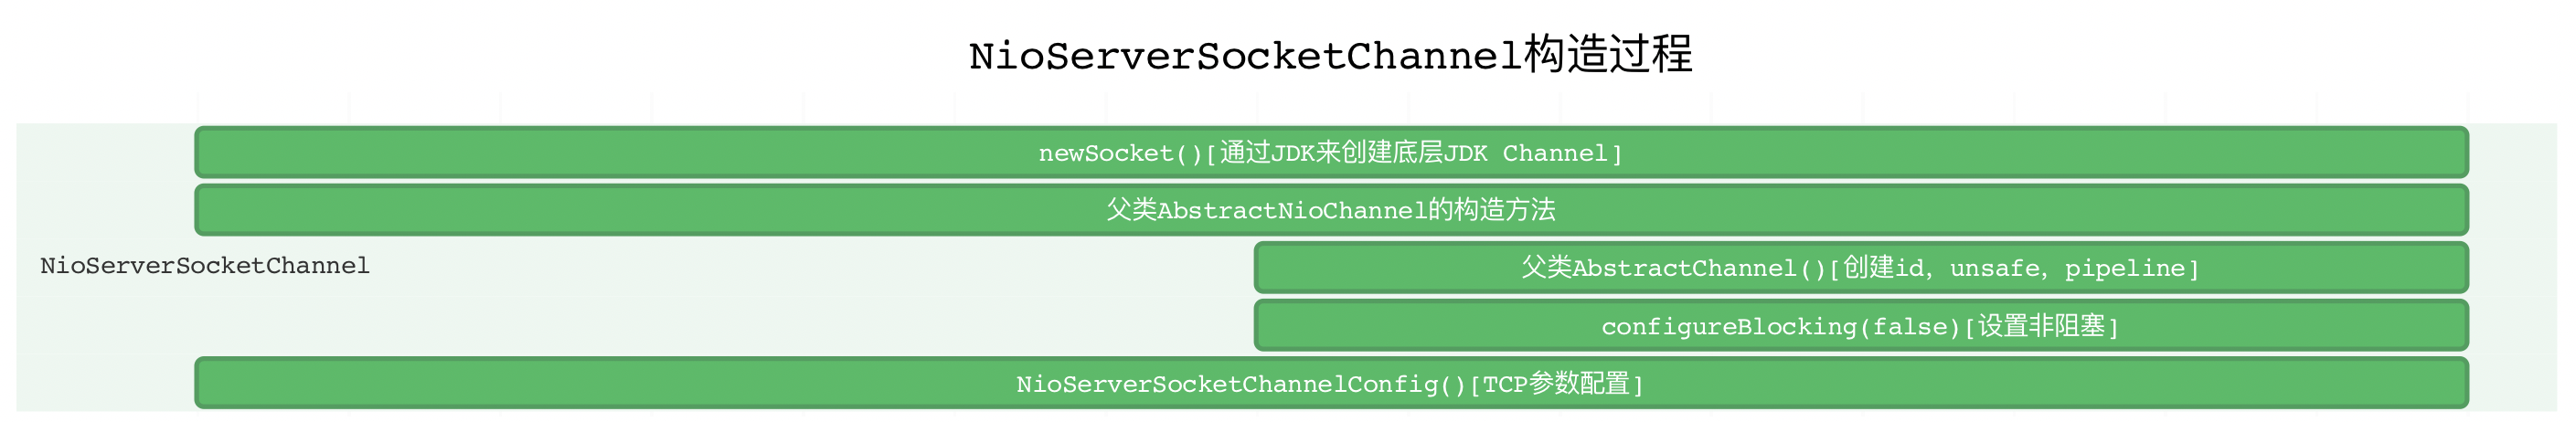 NioServerSocketChannel构造过程
newSocket()[通过JDK来创建底层JDK Channel]
父类AbstractNioChannel的构造方法
NioServerSocketChannel
父类AbstractChannel()[创建id, unsafe, pipeline]
configureBlocking(false)[设置非阻塞]
NioServerSocketChannelConfig()[TCP参数配置]